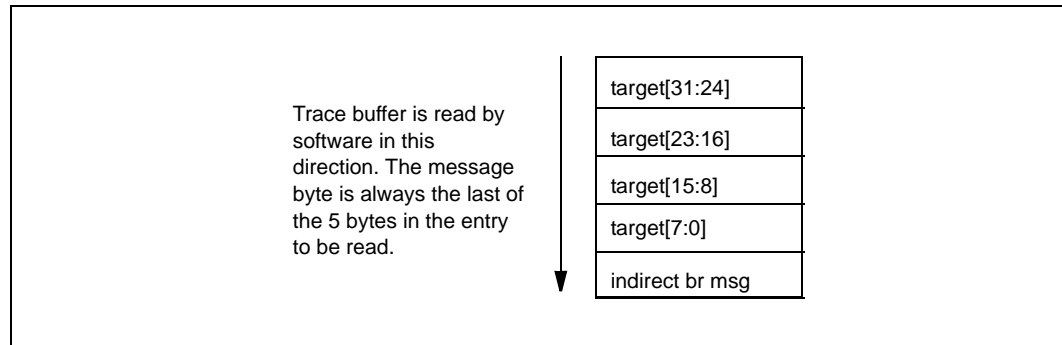 Trace buffer is read by
software in this
direction. The message
byte is always the last of
the 5 bytes in the entry
to be read.
target[31:24]
target[23:16]
target[15:8]
target[7:0]
indirect br msg